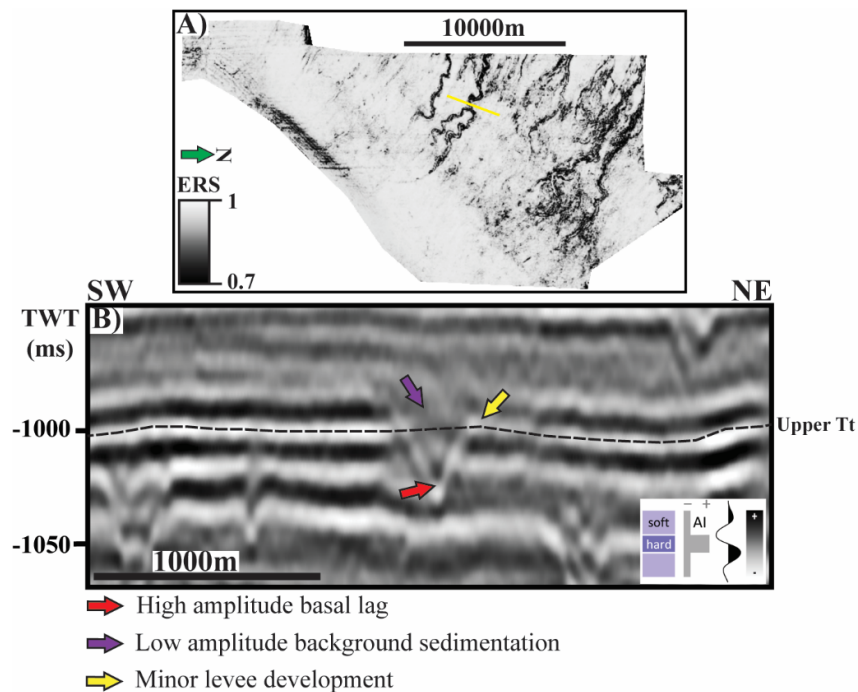 A)
10000m
N
ERS
1
0.7
SW
NE
TWT
(ms)
B)
-1000
Upper Tt
-1050
1000m
- +
soft
AI
hard
+
-
High amplitude basal lag
Low amplitude background sedimentation
Minor levee development